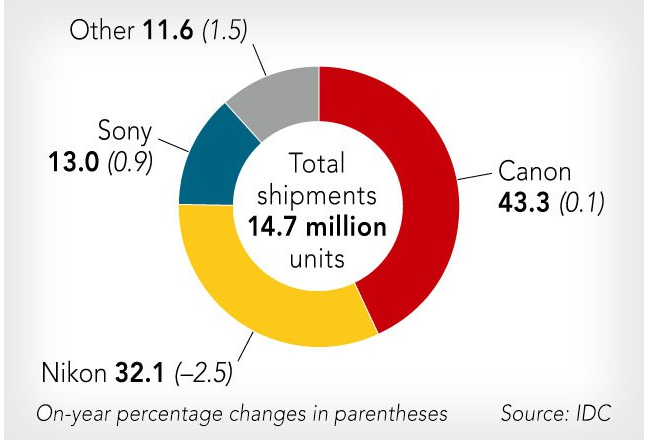 Other 11.6 (1.5)
Sony
13.0 (0.9)
Total
shipments
14.7 million
units
Canon
43.3 (0.1)
Nikon 32.1 (–2.5)
On-year percentage changes in parentheses
Source: IDC